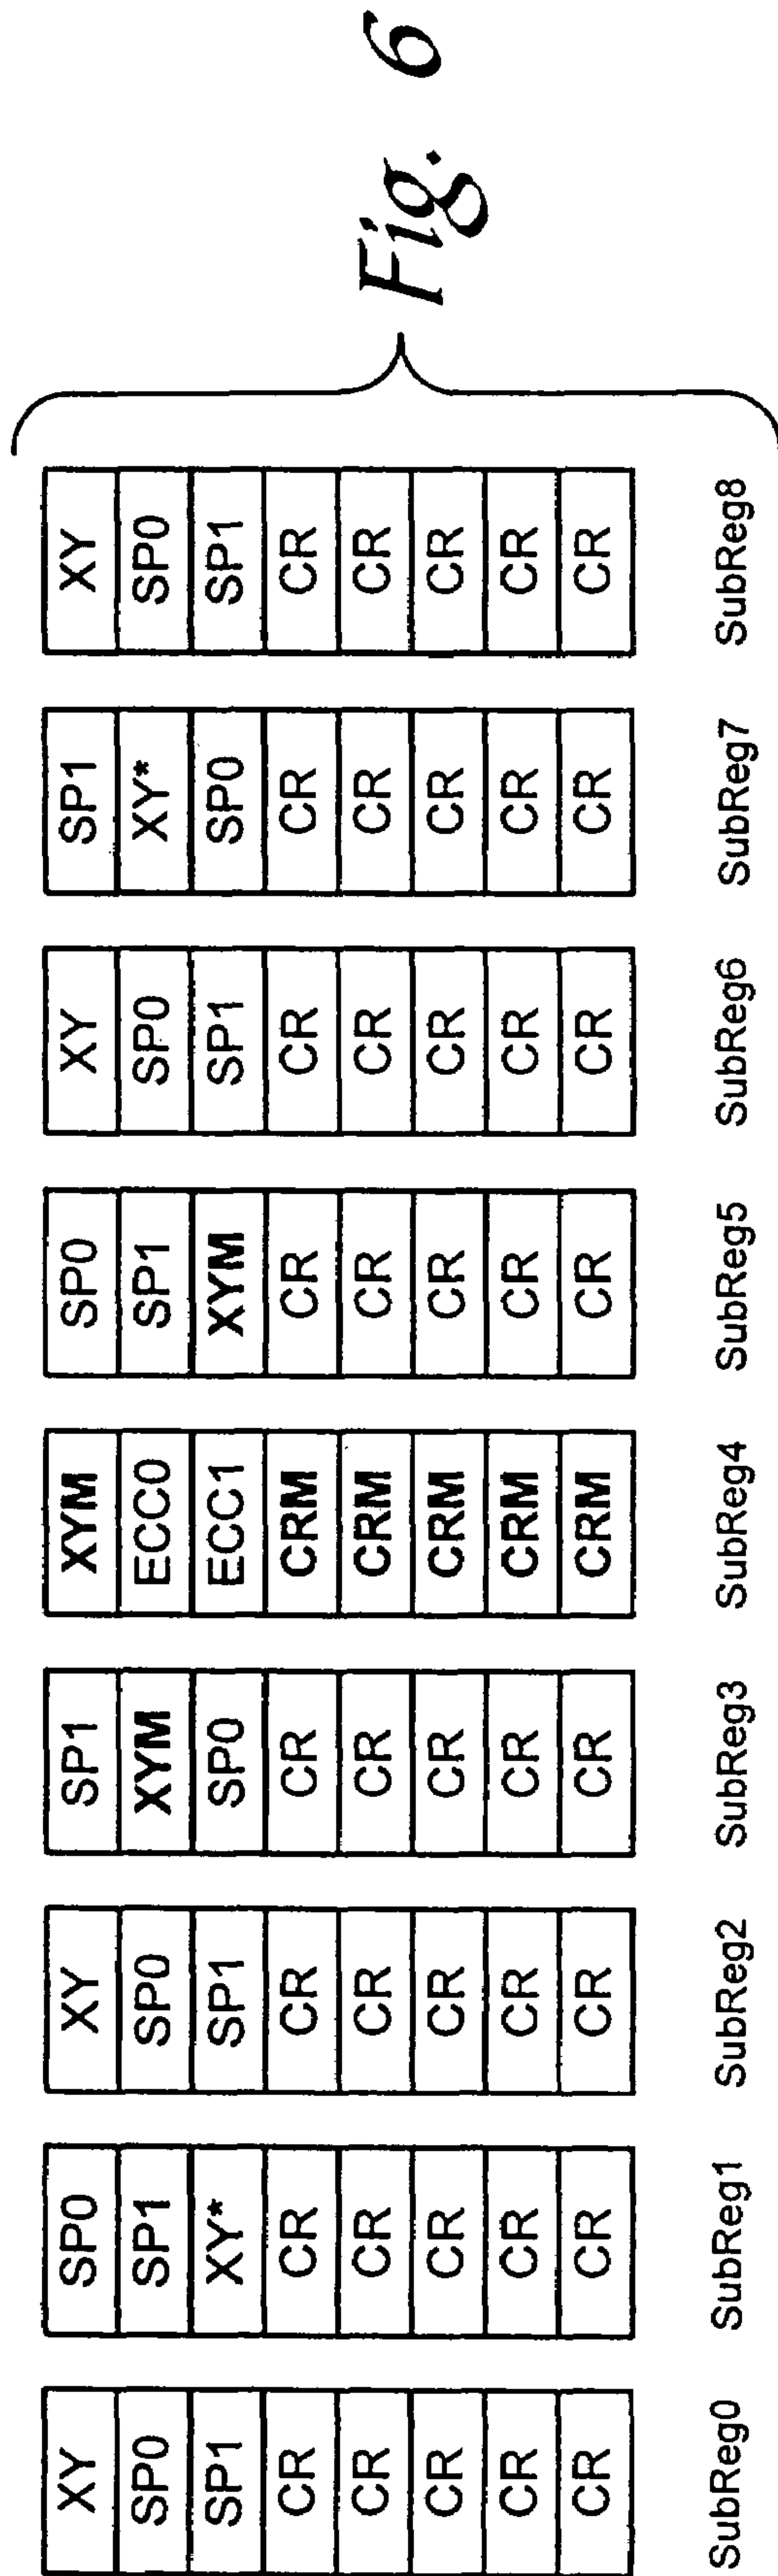 XY SP1 XY SP0 XYM SP1 XY SP0 XY
SP0 XY* SP0 SP1 ECC0 XYM SP0 SP1 SP0
SP1 SP0 SP1 XYM ECC1 SP0 SP1 XY* SP1
CR CR CR CR CRM CR CR CR CR
CR CR CR CR CRM CR CR CR CR
CR CR CR CR CRM CR CR CR CR
CR CR CR CR CRM CR CR CR CR
CR CR CR CR CRM CR CR CR CR
SubReg8 SubReg7 SubReg6 SubReg5 SubReg4 SubReg3 SubReg2 SubReg1 SubReg0
Fig. 6